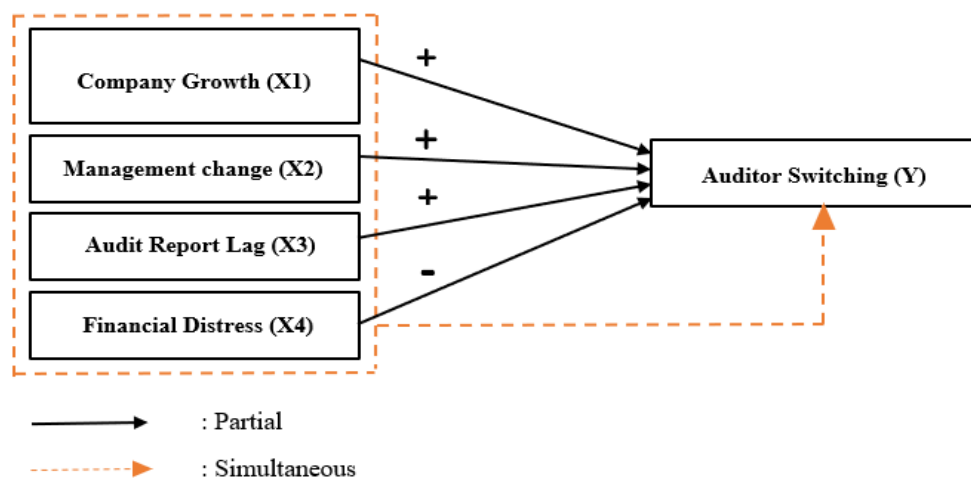 Company Growth (X1)
+
Management change (X2)
+
Auditor Switching (Y)
Audit Report Lag (X3)
+
Financial Distress (X4)
-
: Partial
: Simultaneous